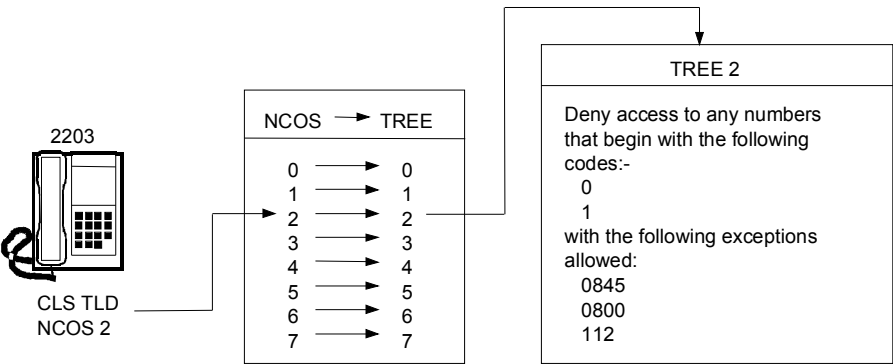 2203
CLS TLD
NCOS 2
NCOS → TREE
0 → 0
1 → 1
2 → 2
3 → 3
4 → 4
5 → 5
6 → 6
7 → 7
TREE 2
Deny access to any numbers
that begin with the following
codes:-
0
1
with the following exceptions
allowed:
0845
0800
112